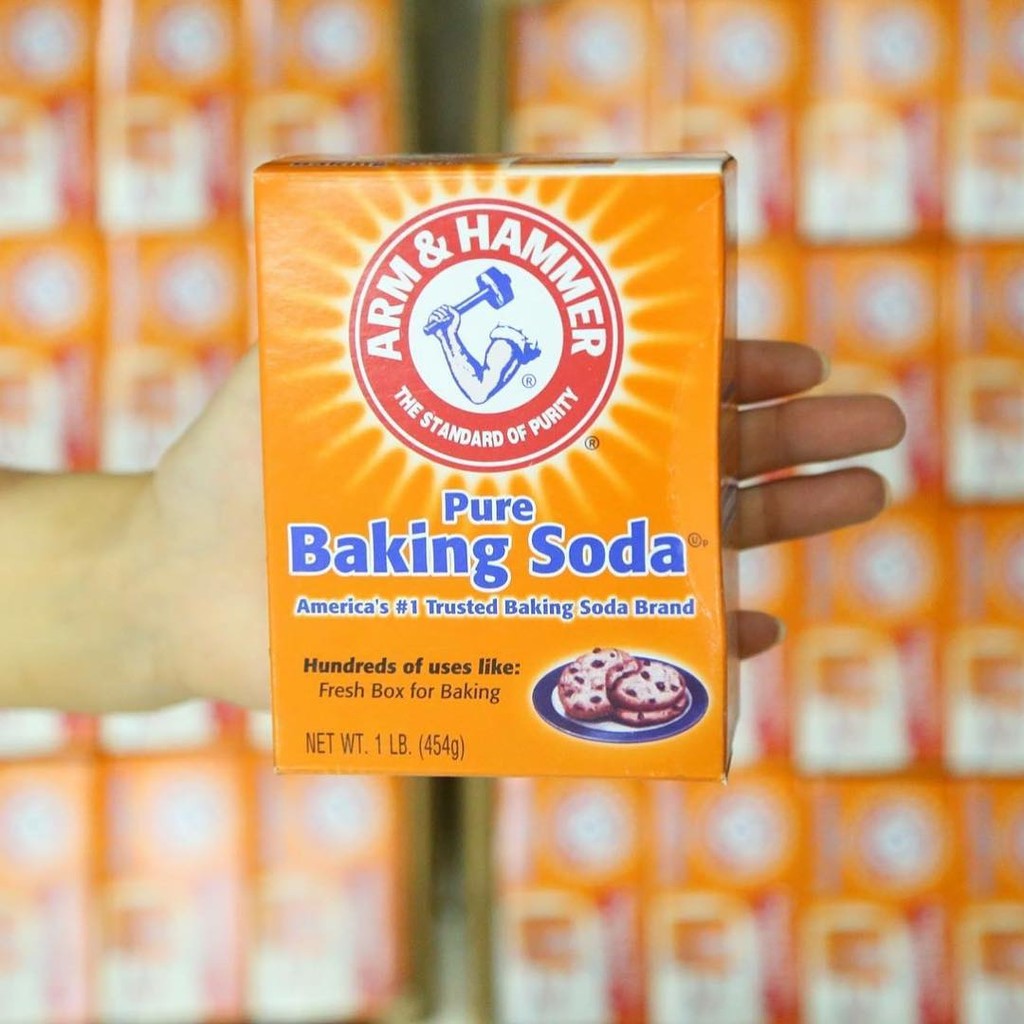 ARM & HAMMER
THE STANDARD OF PURITY
®
®
Pure
Baking Soda
America's #1 Trusted Baking Soda Brand
Hundreds of uses like:
Fresh Box for Baking
NET WT. 1 LB. (454g)